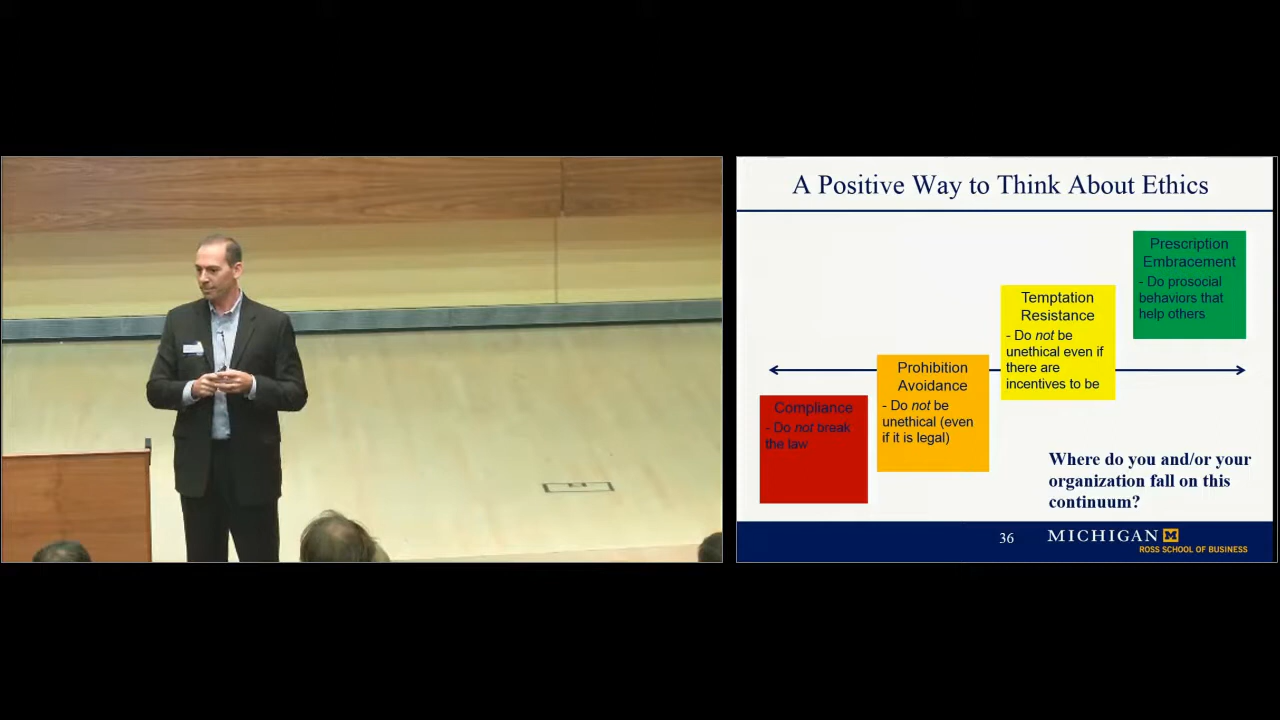 A Positive Way to Think About Ethics
Prescription
Embracement
- Do prosocial
behaviors that
help others
Temptation
Resistance
- Do not be
unethical even if
there are
incentives to be
Prohibition
Avoidance
- Do not be
unethical (even
if it is legal)
Compliance
- Do not break
the law
Where do you and/or your
organization fall on this
continuum?
36
MICHIGAN M
ROSS SCHOOL OF BUSINESS